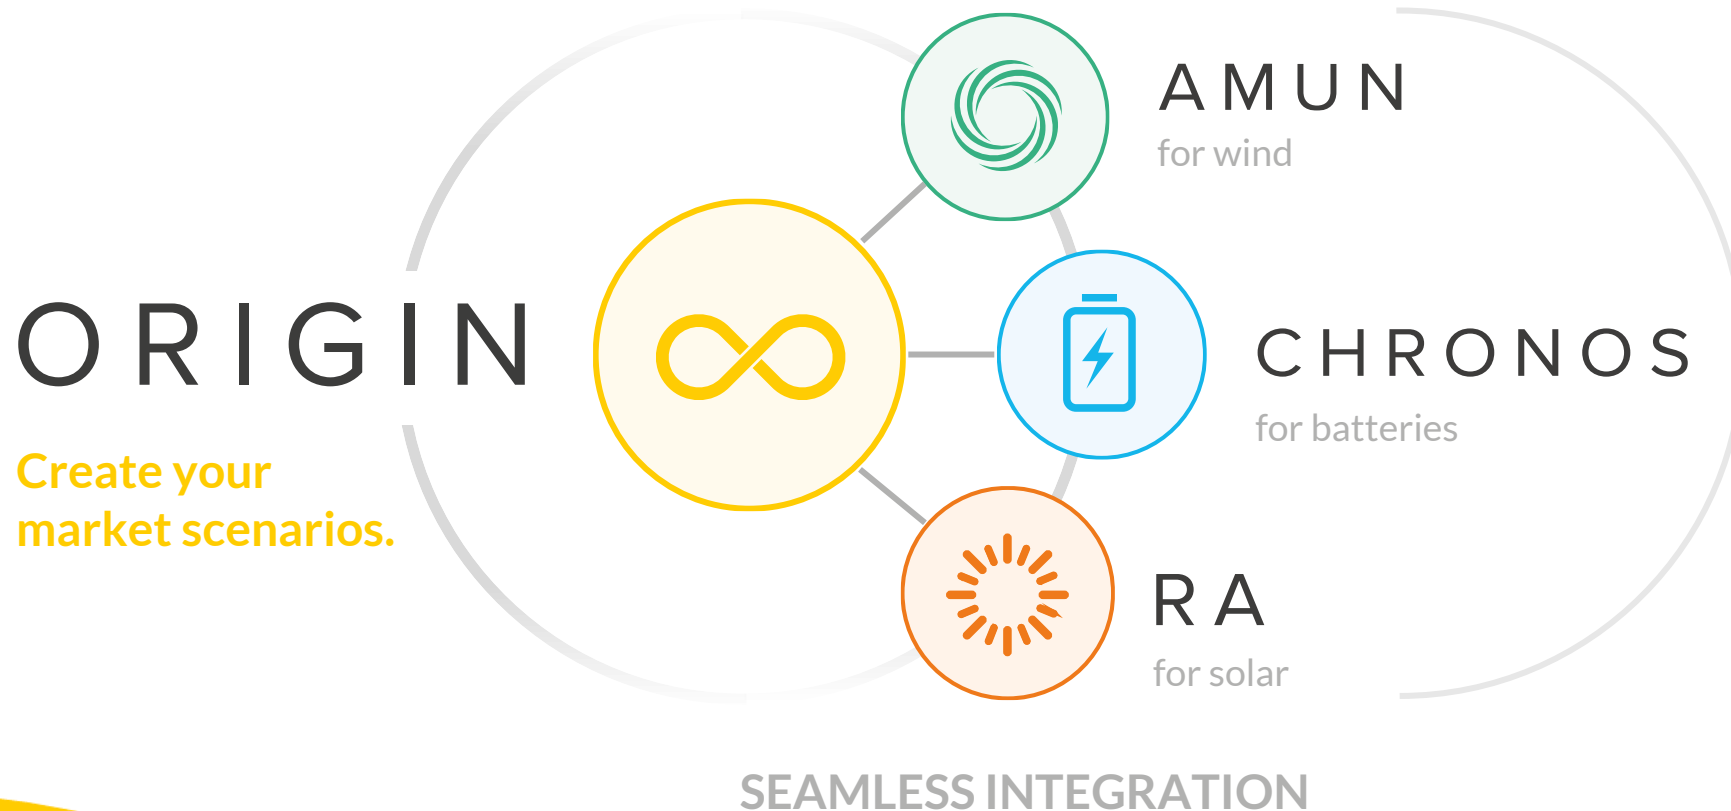 AMUN
for wind
ORIGIN
Create your
market scenarios.
CHRONOS
for batteries
RA
for solar
SEAMLESS INTEGRATION